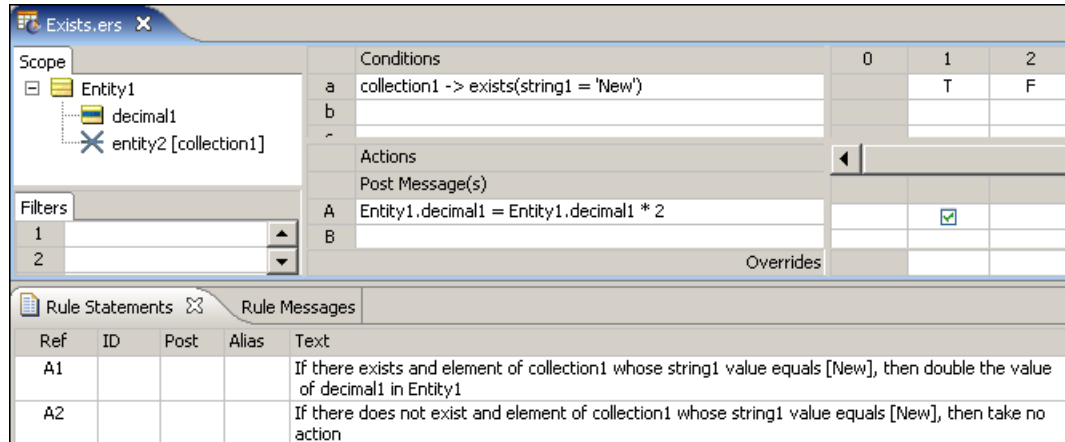 Exists.ers
Scope
Entity1
decimal1
entity2 [collection1]
Filters
1
2
Conditions 0 1 2
a collection1 -> exists(string1 = 'New') T F
b
Actions
Post Message(s)
A Entity1.decimal1 = Entity1.decimal1 * 2
B
Overrides
Rule Statements Rule Messages
Ref ID Post Alias Text
A1 If there exists and element of collection1 whose string1 value equals [New], then double the value
of decimal1 in Entity1
A2 If there does not exist and element of collection1 whose string1 value equals [New], then take no
action